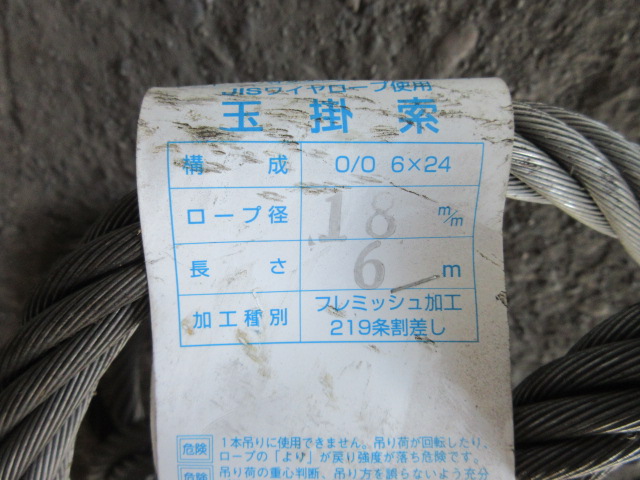 JISワイヤロープ使用
玉掛索
構成 O/O 6×24
ロープ径 18 m/m
長さ 6 m
加工種別 フレミッシュ加工
219条割差し
危険 1本吊りに使用できません。吊り荷が回転したり、
ロープの「より」が戻り強度が落ち危険です。
危険 吊り荷の重心判断、吊り方を誤らないよう充分